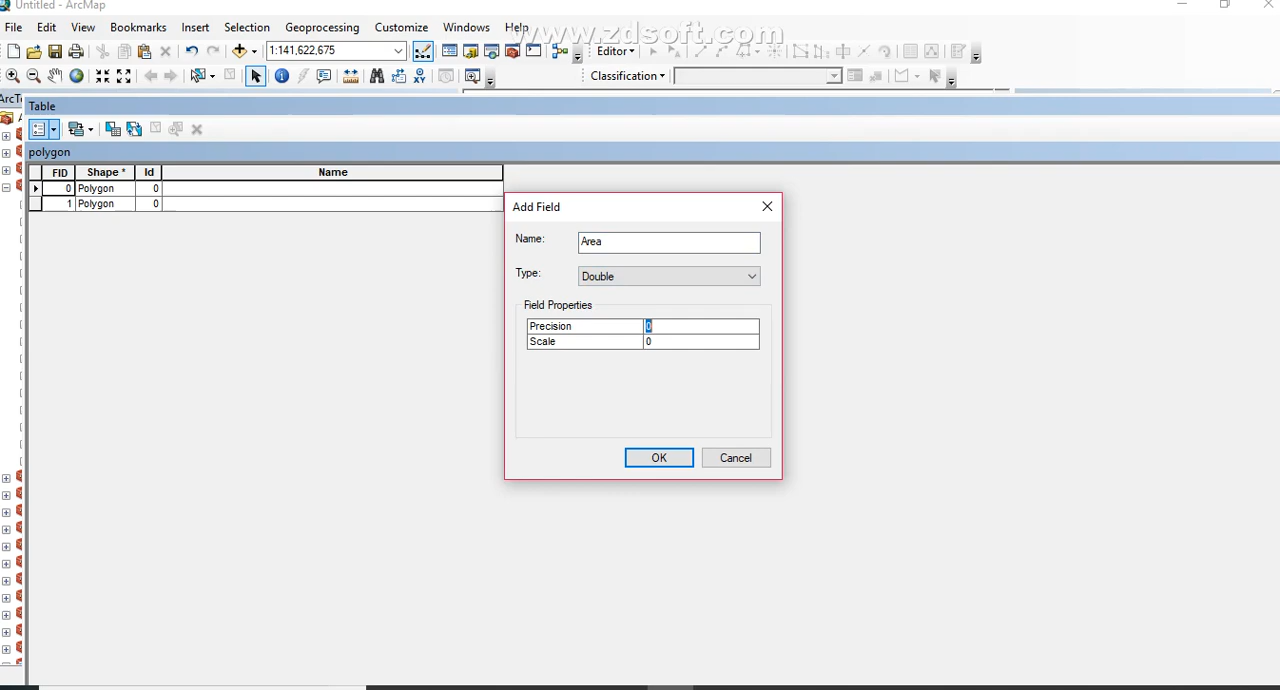 Untitled - ArcMap
File Edit View Bookmarks Insert Selection Geoprocessing Customize Windows Help
www.zdsoft.com
1:141,622,675 Editor
Classification
ArcT
Table
polygon
FID Shape * Id Name
0 Polygon 0
1 Polygon 0
Add Field
Name: Area
Type: Double
Field Properties
Precision 0
Scale 0
OK Cancel